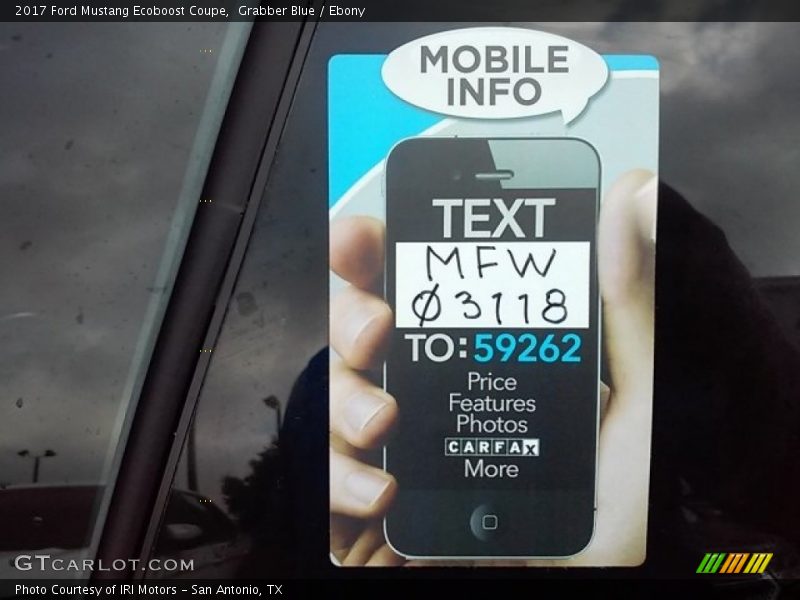 2017 Ford Mustang Ecoboost Coupe,  Grabber Blue / Ebony
MOBILE
INFO
TEXT
MFW
Ø3118
TO: 59262
Price
Features
Photos
CARFAX
More
GTCARLOT.COM
Photo Courtesy of IRI Motors – San Antonio, TX